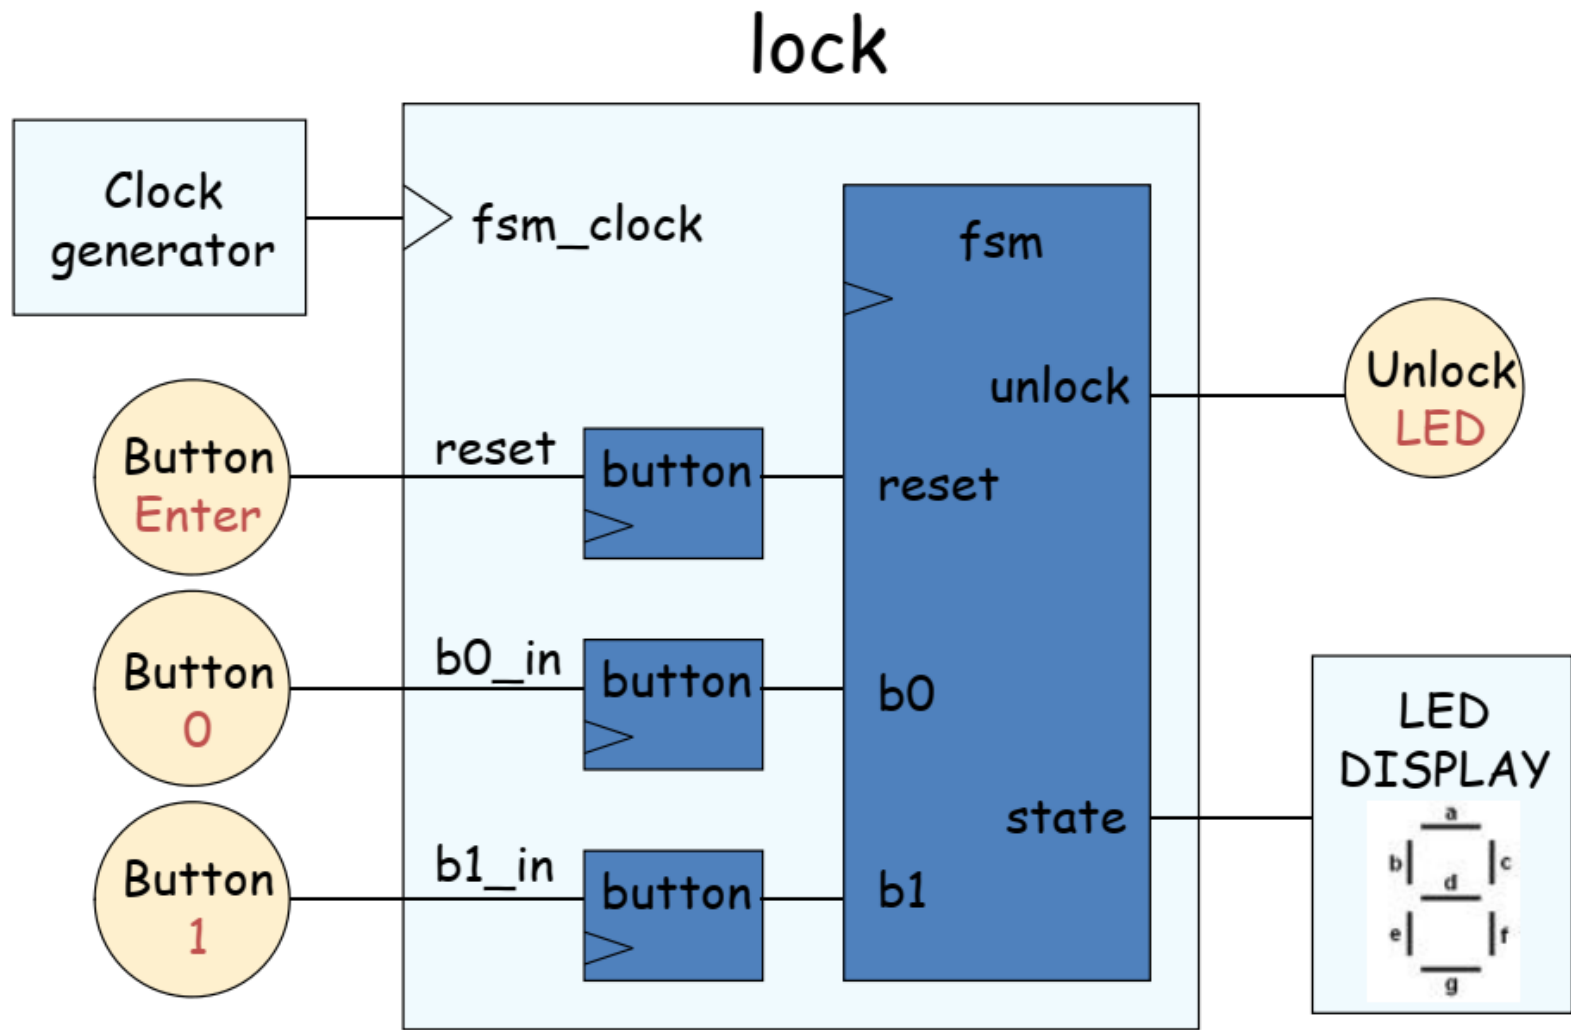 lock
Clock
generator
fsm_clock
fsm
unlock
Unlock
LED
Button
Enter
reset
button
reset
Button
0
b0_in
button
b0
LED
DISPLAY
a
b
c
d
e
f
g
state
Button
1
b1_in
button
b1